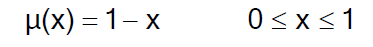 μ(x) = 1 – x 0 ≤ x ≤ 1